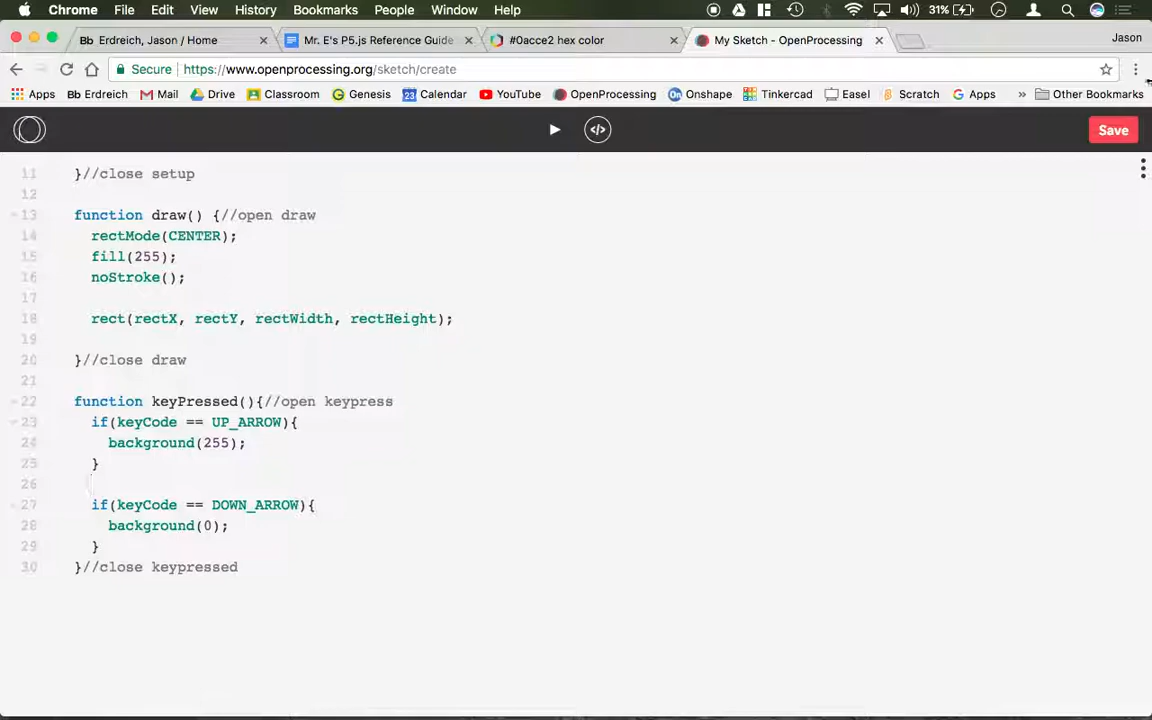 Chrome File Edit View History Bookmarks People Window Help 31%
Bb Erdreich, Jason / Home × Mr. E's P5.js Reference Guide × #0acce2 hex color × My Sketch - OpenProcessing × Jason
Secure | https://www.openprocessing.org/sketch/create
Apps Bb Erdreich Mail Drive Classroom Genesis 23 Calendar YouTube OpenProcessing On Onshape Tinkercad Easel Scratch Apps » Other Bookmarks
</> Save
11 }//close setup
12
13 function draw() {//open draw
14 rectMode(CENTER);
15 fill(255);
16 noStroke();
17
18 rect(rectX, rectY, rectWidth, rectHeight);
19
20 }//close draw
21
22 function keyPressed(){//open keypress
23 if(keyCode == UP_ARROW){
24 background(255);
25 }
26
27 if(keyCode == DOWN_ARROW){
28 background(0);
29 }
30 }//close keypressed